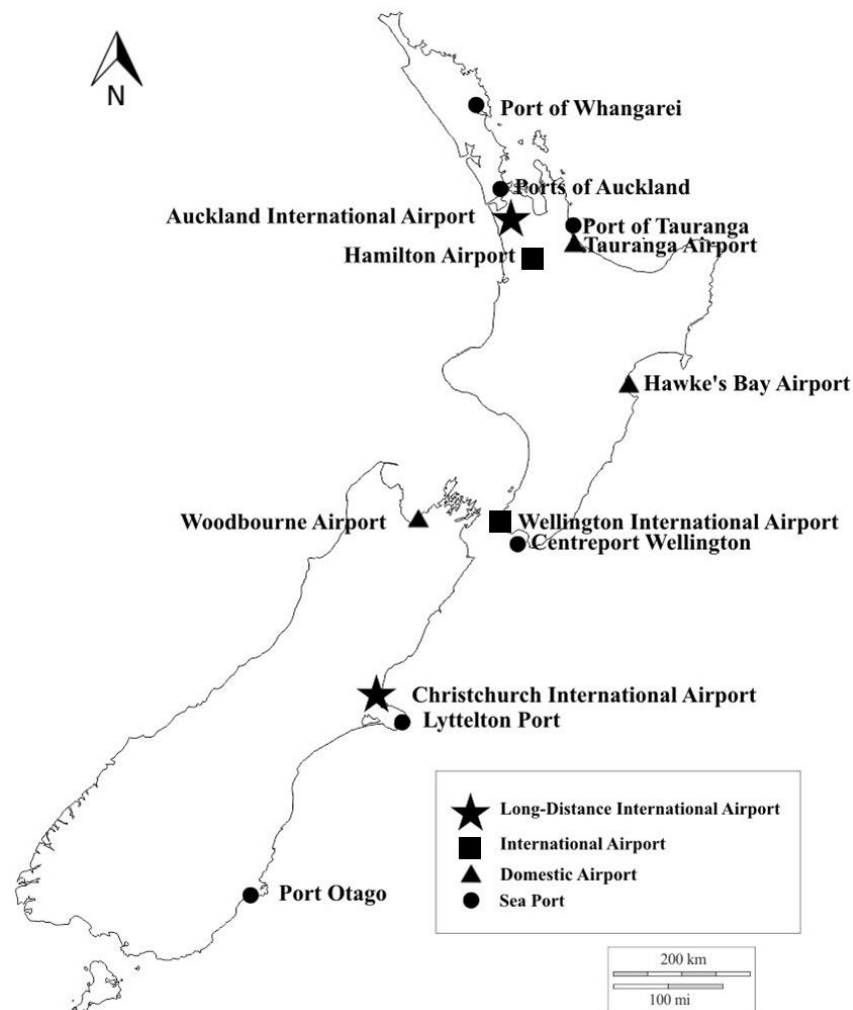 N
Port of Whangarei
Ports of Auckland
Auckland International Airport
Port of Tauranga
Tauranga Airport
Hamilton Airport
Hawke's Bay Airport
Woodbourne Airport
Wellington International Airport
Centreport Wellington
Christchurch International Airport
Lyttelton Port
Port Otago
Long-Distance International Airport
International Airport
Domestic Airport
Sea Port
200 km
100 mi